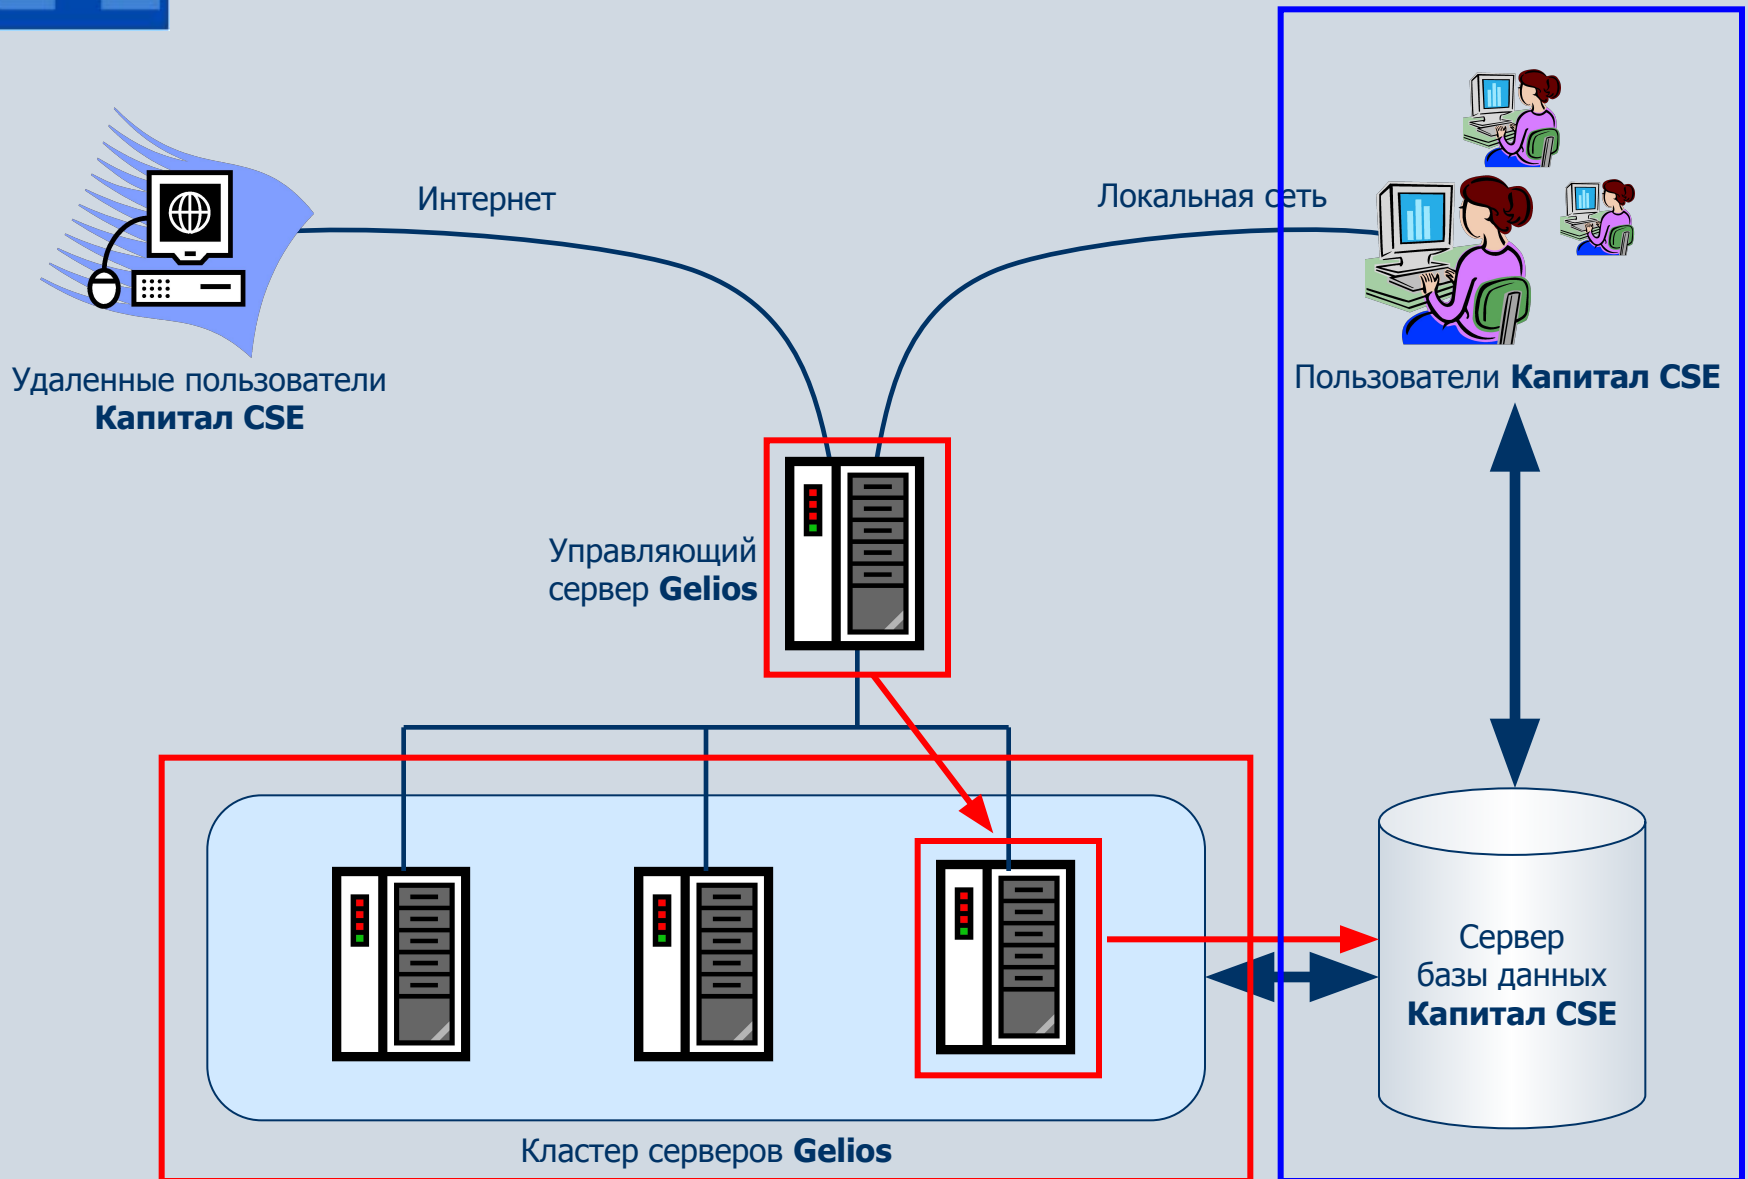 Интернет
Локальная сеть
Удаленные пользователи
Капитал CSE
Пользователи Капитал CSE
Управляющий
сервер Gelios
Сервер
базы данных
Капитал CSE
Кластер серверов Gelios